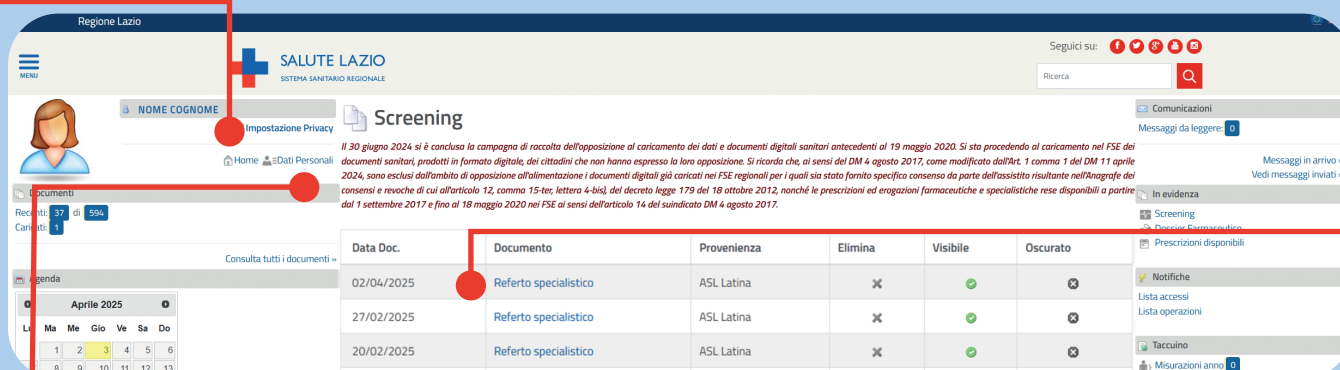 Regione Lazio
MENU
SALUTE LAZIO
SISTEMA SANITARIO REGIONALE
Seguici su:
Ricerca
NOME COGNOME
Impostazione Privacy
Home Dati Personali
Documenti
Recenti: 37 di 594
Caricati: 1
Consulta tutti i documenti »
Agenda
Aprile 2025
Lu Ma Me Gio Ve Sa Do
1 2 3 4 5 6
8 9 10 11 12 13
Screening
Il 30 giugno 2024 si è conclusa la campagna di raccolta dell'opposizione al caricamento dei dati e documenti digitali sanitari antecedenti al 19 maggio 2020. Si sta procedendo al caricamento nel FSE dei
documenti sanitari, prodotti in formato digitale, dei cittadini che non hanno espresso la loro opposizione. Si ricorda che, ai sensi del DM 4 agosto 2017, come modificato dall'Art. 1 comma 1 del DM 11 aprile
2024, sono esclusi dall'ambito di opposizione all'alimentazione i documenti digitali già caricati nei FSE regionali per i quali sia stato fornito specifico consenso da parte dell'assistito risultante nell'Anagrafe dei
consensi e revoche di cui all'articolo 12, comma 15-ter, lettera 4-bis), del decreto legge 179 del 18 ottobre 2012, nonché le prescrizioni ed erogazioni farmaceutiche e specialistiche rese disponibili a partire
dal 1 settembre 2017 e fino al 18 maggio 2020 nei FSE ai sensi dell'articolo 14 del suindicato DM 4 agosto 2017.
Data Doc. Documento Provenienza Elimina Visibile Oscurato
02/04/2025 Referto specialistico ASL Latina
27/02/2025 Referto specialistico ASL Latina
20/02/2025 Referto specialistico ASL Latina
Comunicazioni
Messaggi da leggere: 0
Messaggi in arrivo
Vedi messaggi inviati
In evidenza
Screening
Dossier Farmaceutico
Prescrizioni disponibili
Notifiche
Lista accessi
Lista operazioni
Taccuino
Misurazioni anno 0